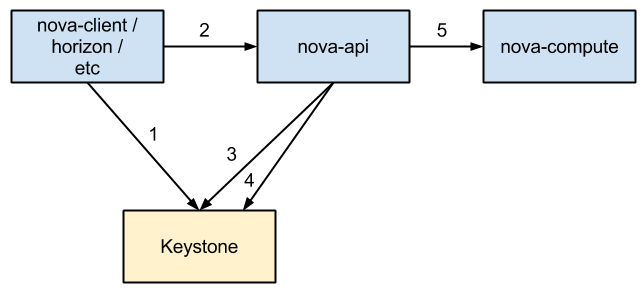 nova-client /
horizon /
etc
2
nova-api
5
nova-compute
1
3
4
Keystone